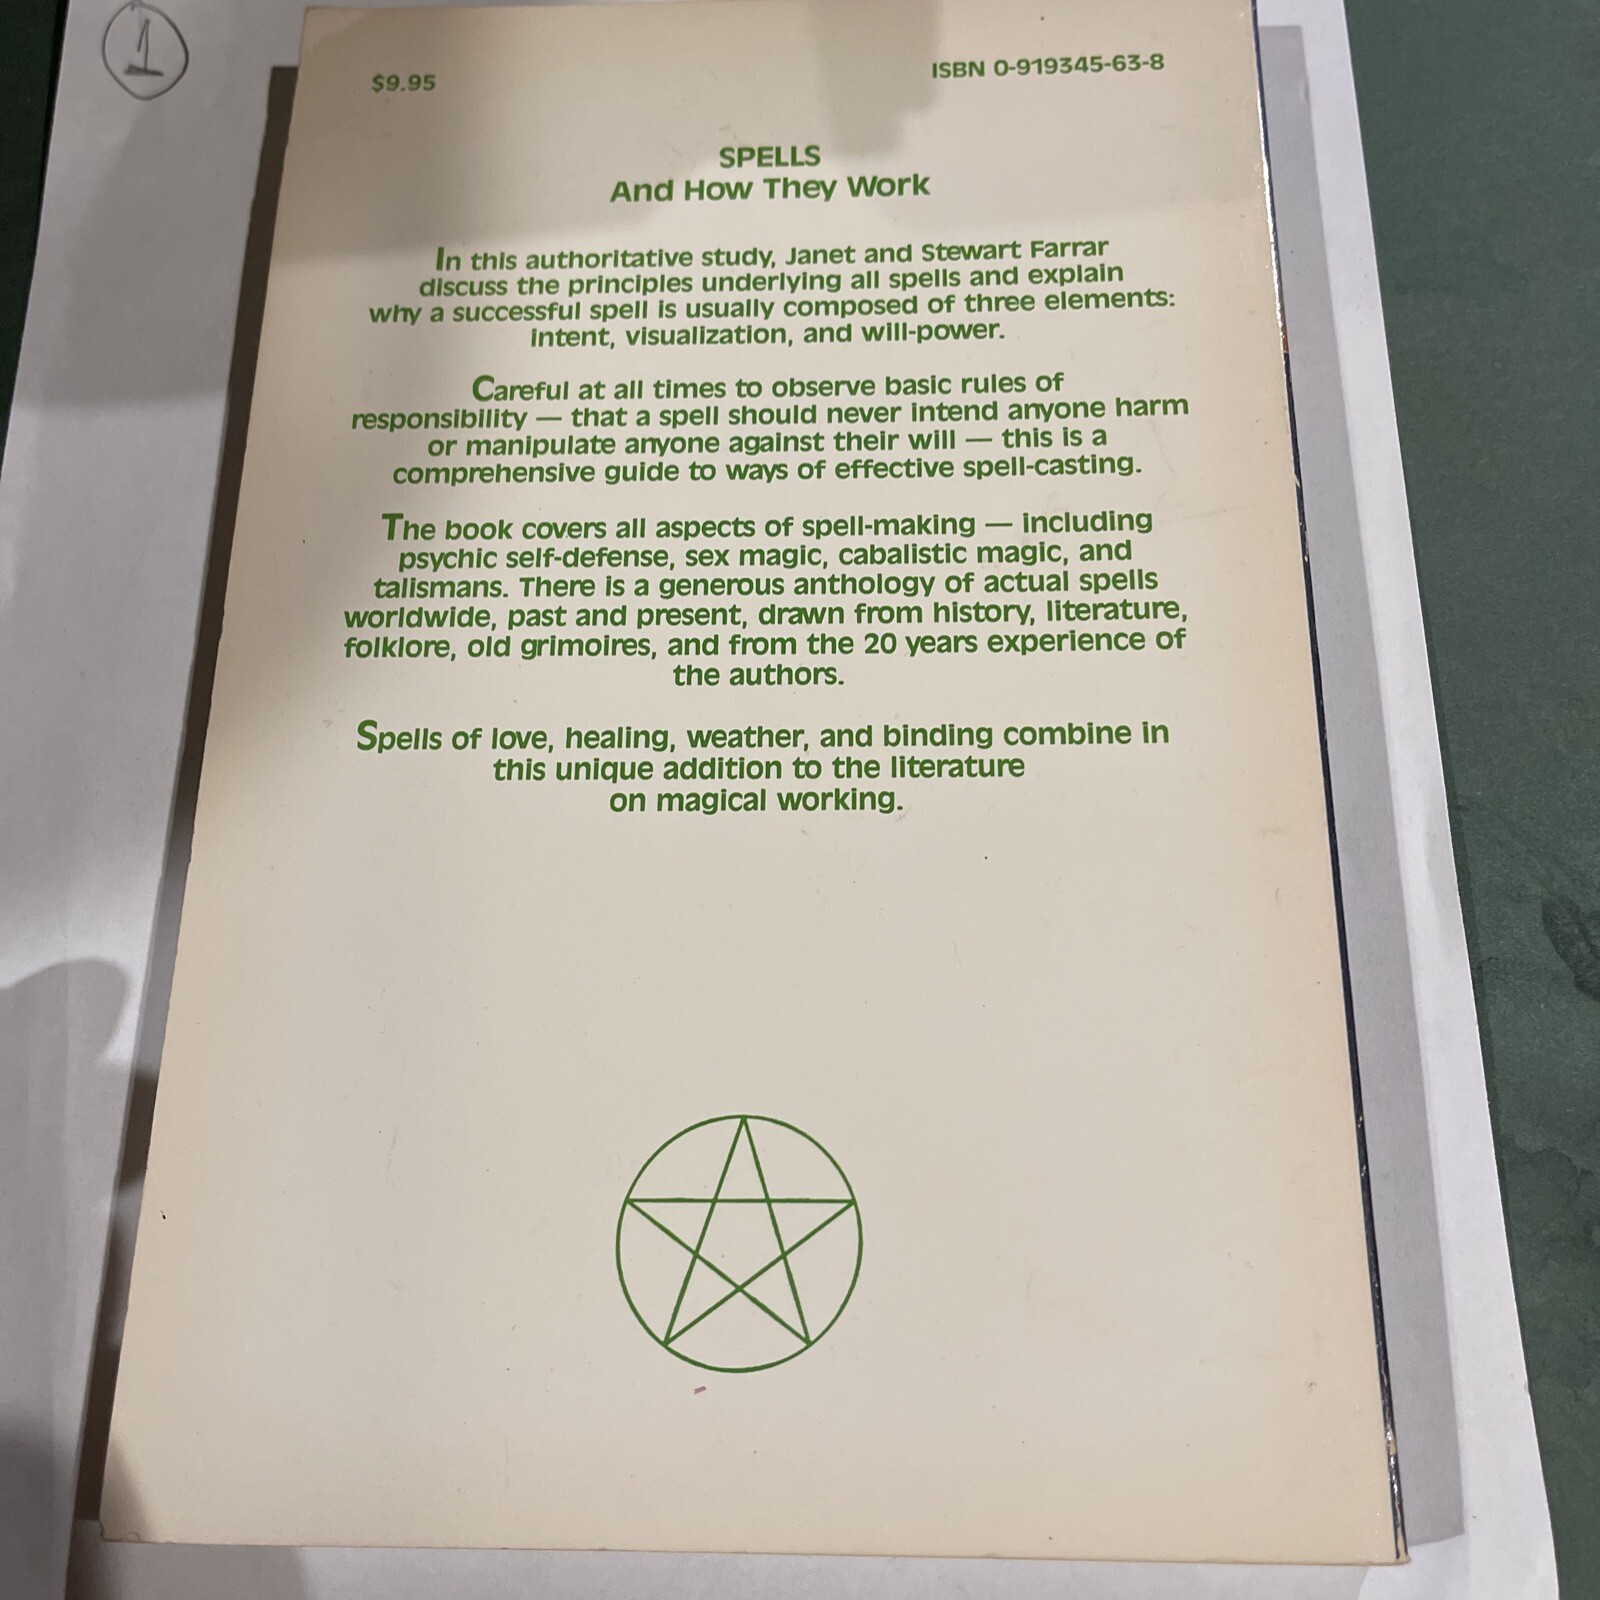 1
$9.95
ISBN 0-919345-63-8
SPELLS
And How They Work
In this authoritative study, Janet and Stewart Farrar
discuss the principles underlying all spells and explain
why a successful spell is usually composed of three elements:
intent, visualization, and will-power.
Careful at all times to observe basic rules of
responsibility — that a spell should never intend anyone harm
or manipulate anyone against their will — this is a
comprehensive guide to ways of effective spell-casting.
The book covers all aspects of spell-making — including
psychic self-defense, sex magic, cabalistic magic, and
talismans. There is a generous anthology of actual spells
worldwide, past and present, drawn from history, literature,
folklore, old grimoires, and from the 20 years experience of
the authors.
Spells of love, healing, weather, and binding combine in
this unique addition to the literature
on magical working.